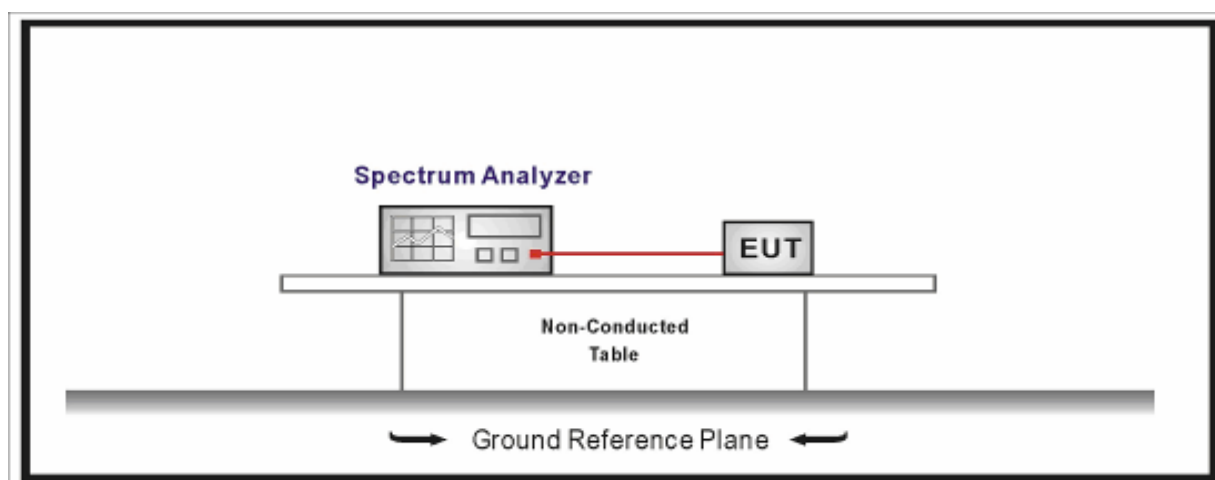 Spectrum Analyzer
EUT
Non-Conducted
Table
Ground Reference Plane